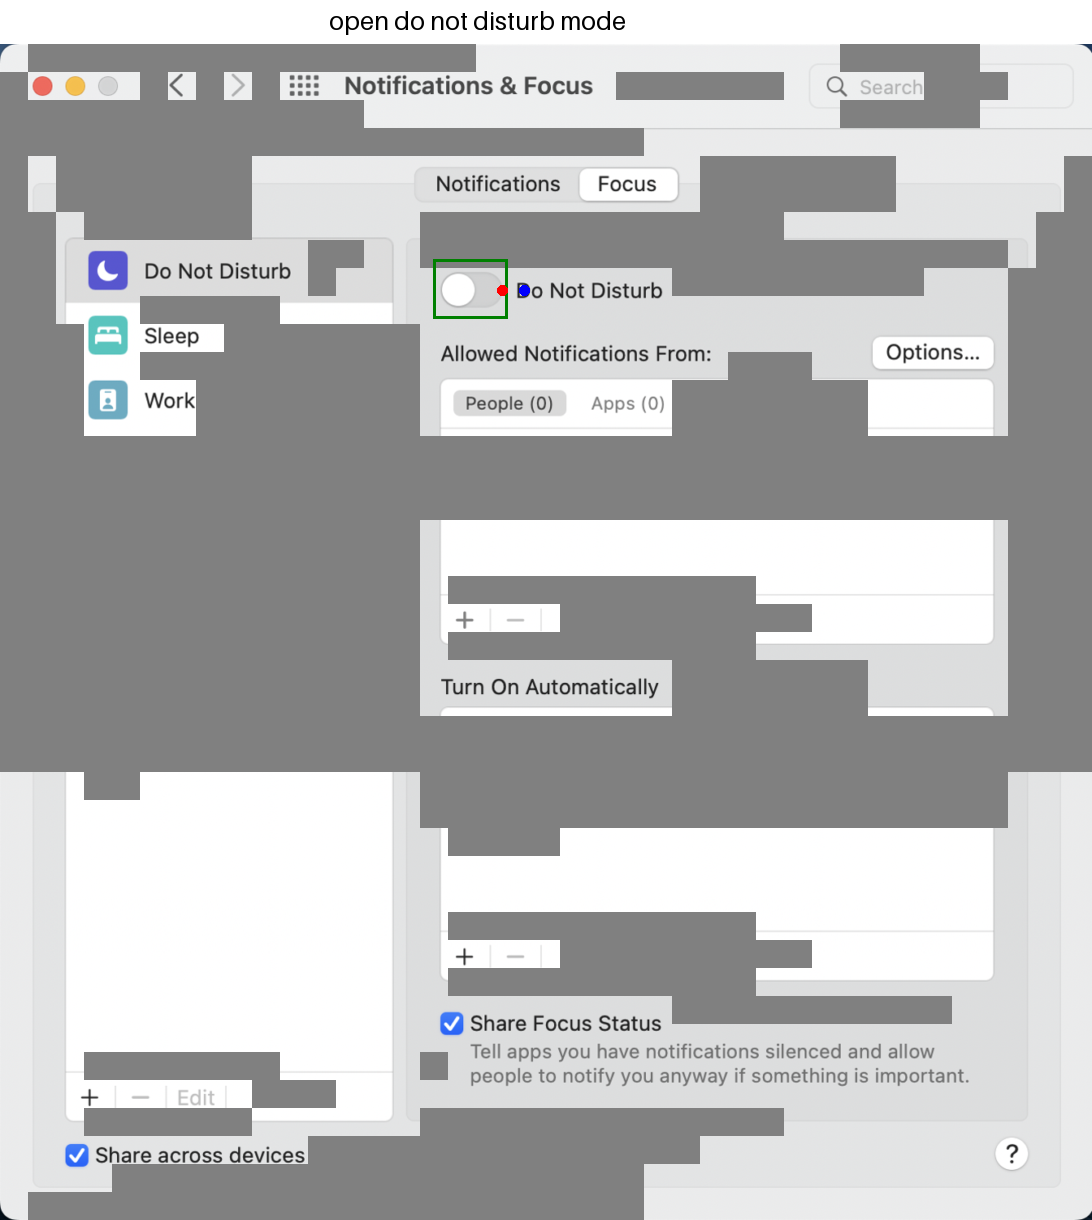 open do not disturb mode
Notifications & Focus
Search
Notifications
Focus
Do Not Disturb
Sleep
Work
Do Not Disturb
Allowed Notifications From:
Options...
People (0)
Apps (0)
Turn On Automatically
Share Focus Status
Tell apps you have notifications silenced and allow
people to notify you anyway if something is important.
Edit
Share across devices
?